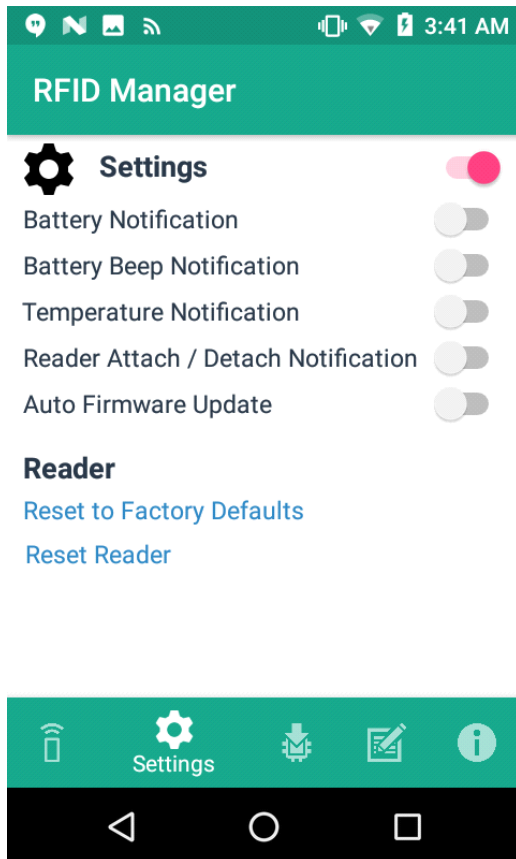 3:41 AM
RFID Manager
Settings
Battery Notification
Battery Beep Notification
Temperature Notification
Reader Attach / Detach Notification
Auto Firmware Update
Reader
Reset to Factory Defaults
Reset Reader
Settings